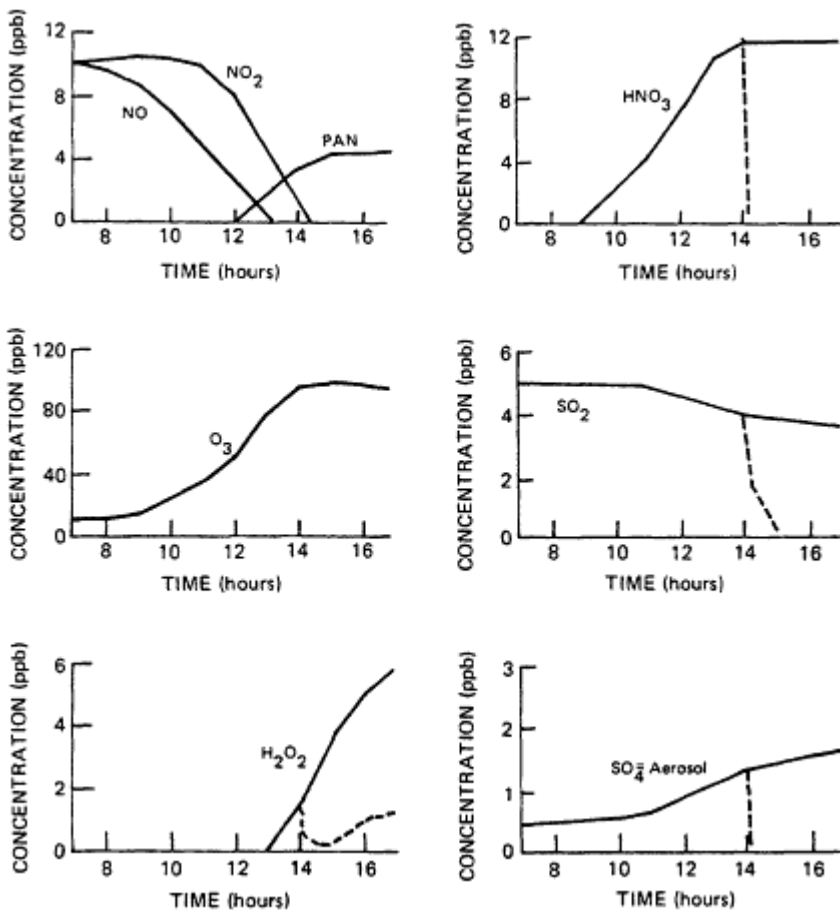 CONCENTRATION (ppb)
12
8
4
0
NO₂
NO
PAN
8 10 12 14 16
TIME (hours)
CONCENTRATION (ppb)
12
8
4
0
HNO₃
8 10 12 14 16
TIME (hours)
CONCENTRATION (ppb)
120
80
40
0
O₃
8 10 12 14 16
TIME (hours)
CONCENTRATION (ppb)
6
4
2
0
SO₂
8 10 12 14 16
TIME (hours)
CONCENTRATION (ppb)
6
4
2
0
H₂O₂
8 10 12 14 16
TIME (hours)
CONCENTRATION (ppb)
3
2
1
0
SO₄⁼ Aerosol
8 10 12 14 16
TIME (hours)